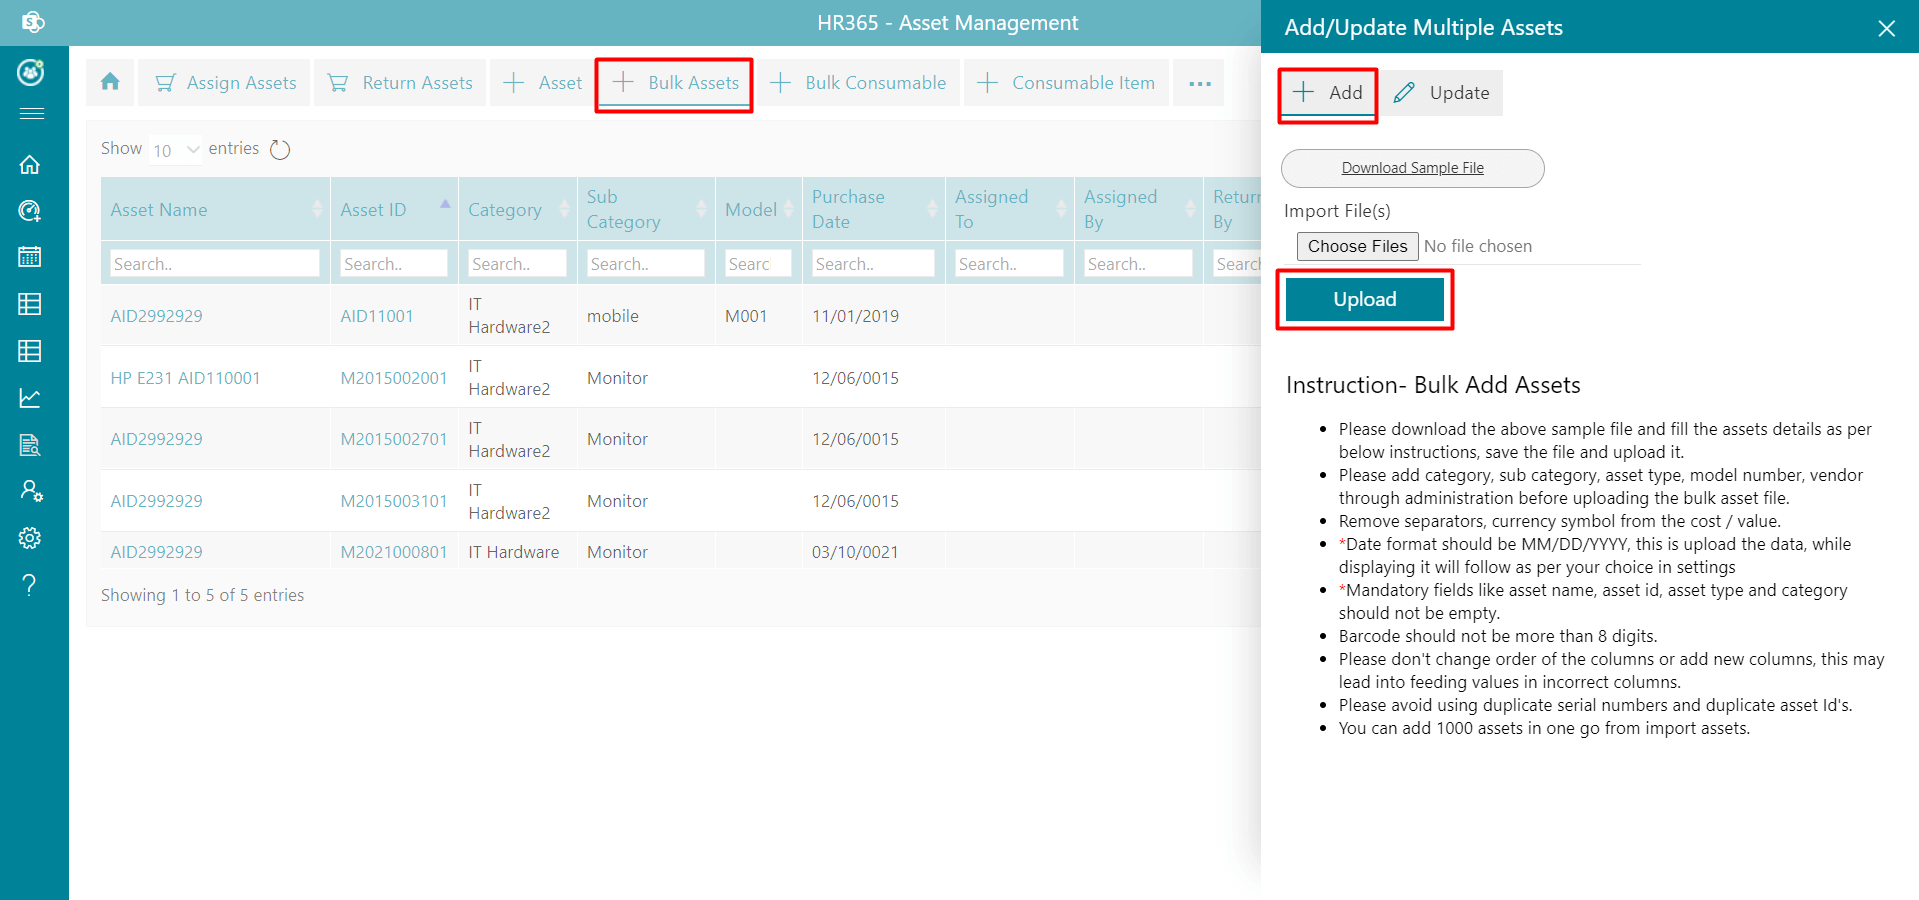 HR365 - Asset Management
Add/Update Multiple Assets
Assign Assets
Return Assets
Asset
Bulk Assets
Bulk Consumable
Consumable Item
Add
Update
Show 10 entries
Download Sample File
Import File(s)
Choose Files No file chosen
Upload
Asset Name Asset ID Category Sub Category Model Purchase Date Assigned To Assigned By Return By
Search.. Search.. Search.. Search.. Searc Search.. Search.. Search.. Searc
AID2992929 AID11001 IT Hardware2 mobile M001 11/01/2019
HP E231 AID110001 M2015002001 IT Hardware2 Monitor 12/06/0015
AID2992929 M2015002701 IT Hardware2 Monitor 12/06/0015
AID2992929 M2015003101 IT Hardware2 Monitor 12/06/0015
AID2992929 M2021000801 IT Hardware Monitor 03/10/0021
Showing 1 to 5 of 5 entries
Instruction- Bulk Add Assets
Please download the above sample file and fill the assets details as per
below instructions, save the file and upload it.
Please add category, sub category, asset type, model number, vendor
through administration before uploading the bulk asset file.
Remove separators, currency symbol from the cost / value.
*Date format should be MM/DD/YYYY, this is upload the data, while
displaying it will follow as per your choice in settings
*Mandatory fields like asset name, asset id, asset type and category
should not be empty.
Barcode should not be more than 8 digits.
Please don't change order of the columns or add new columns, this may
lead into feeding values in incorrect columns.
Please avoid using duplicate serial numbers and duplicate asset Id's.
You can add 1000 assets in one go from import assets.